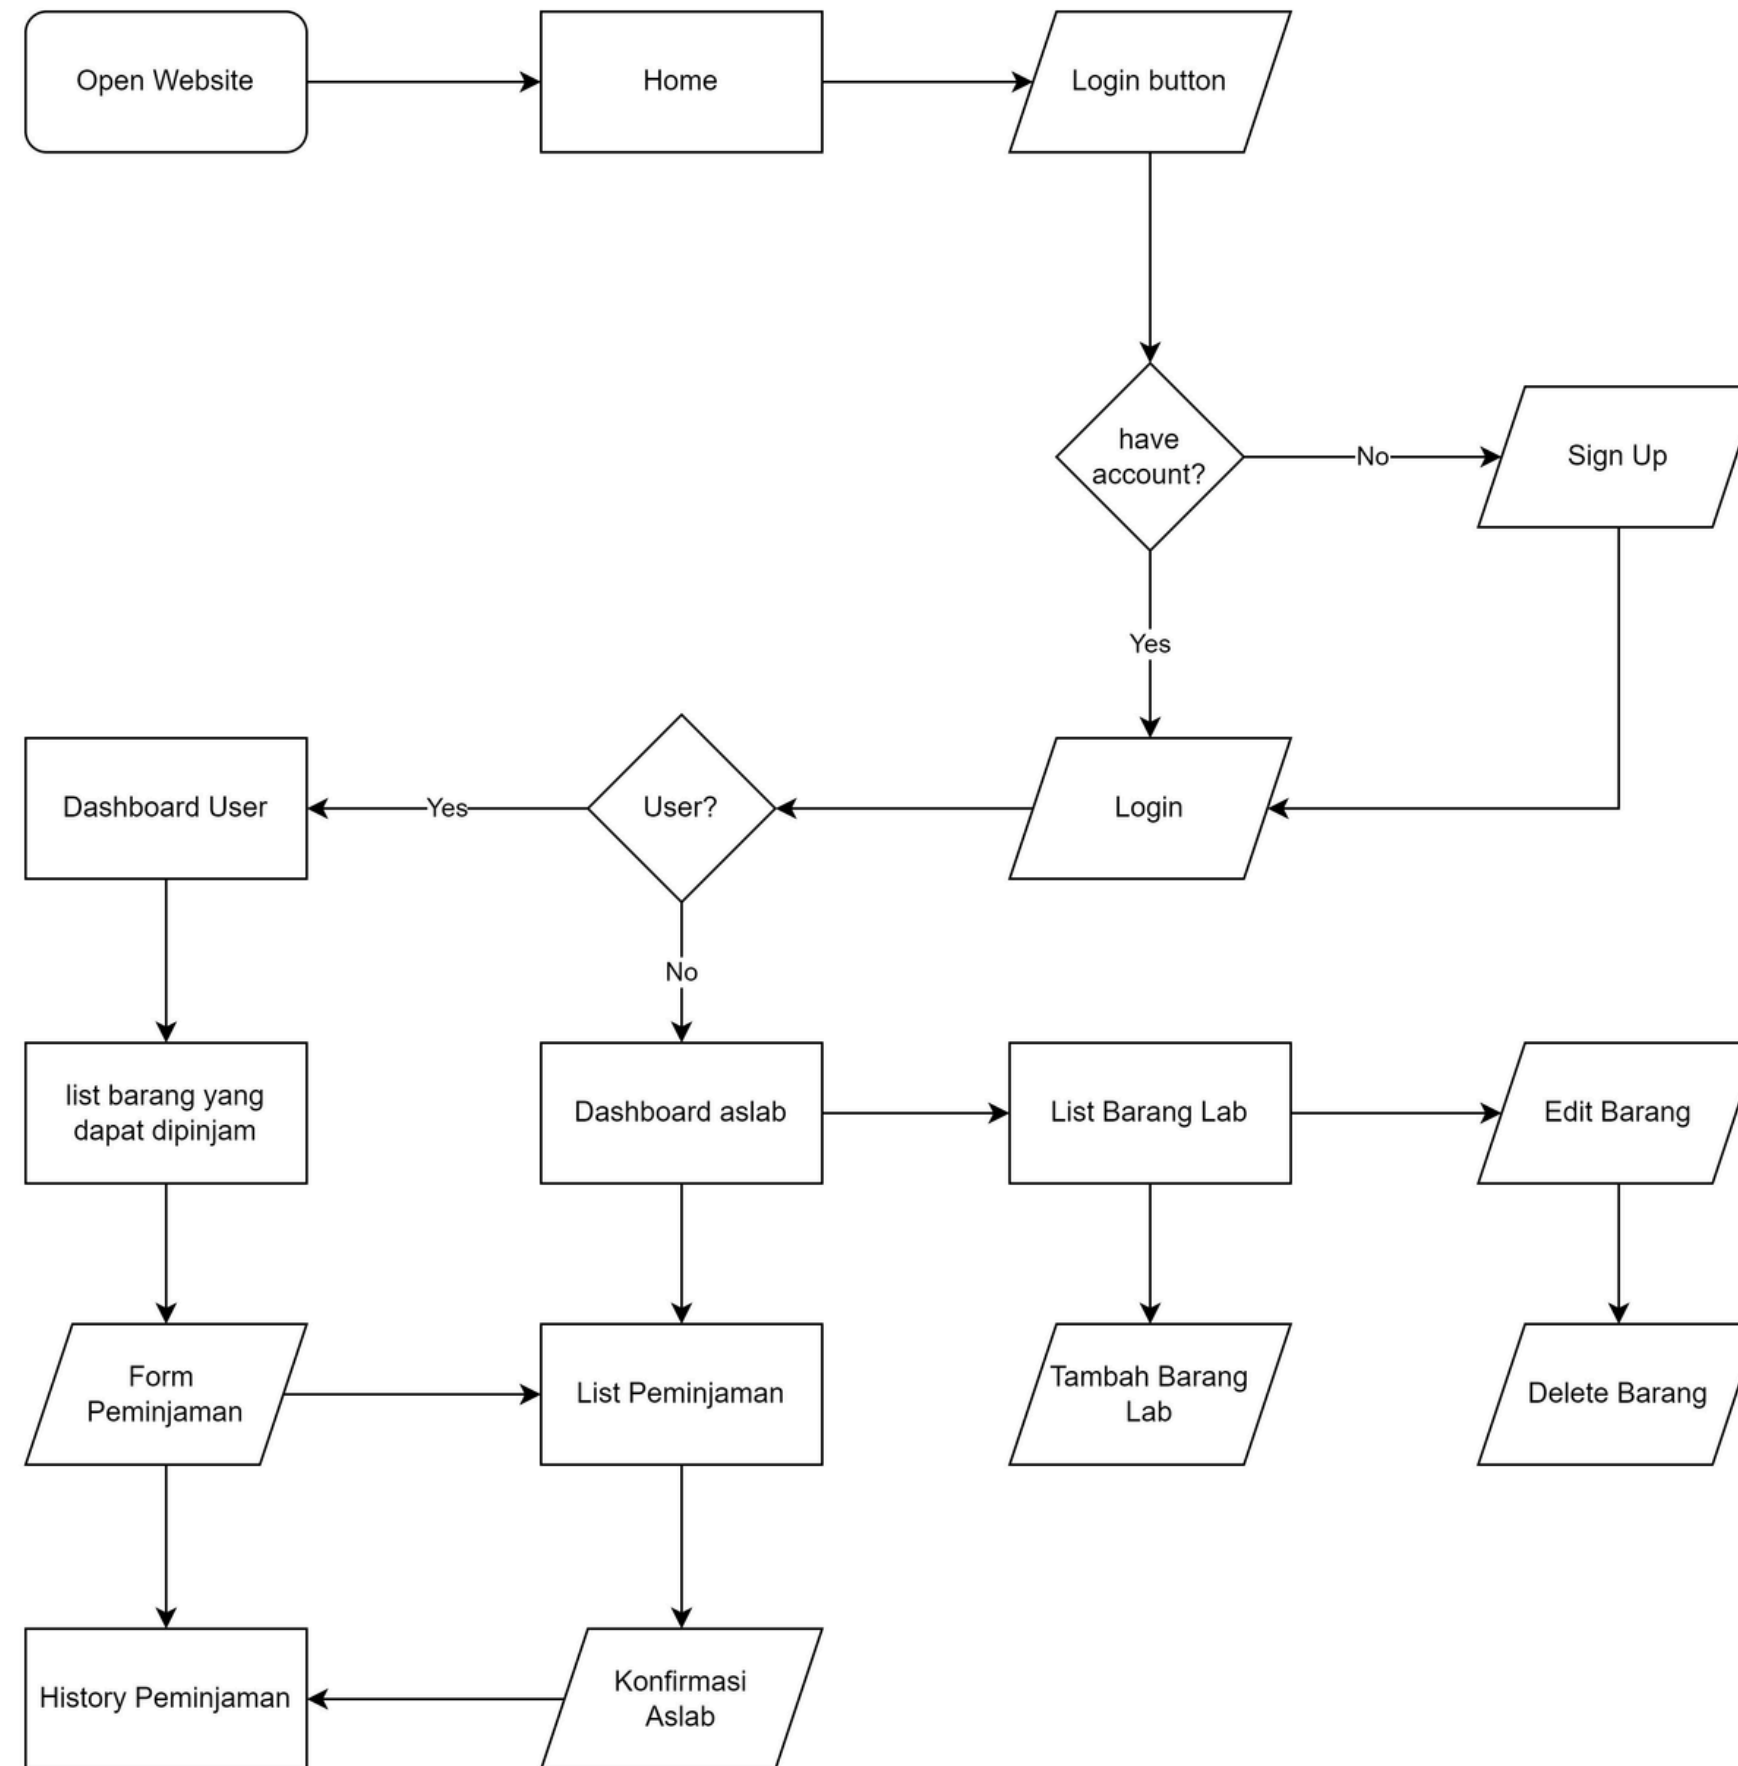 Open Website
Home
Login button
have
account?
No
Sign Up
Yes
Dashboard User
Yes
User?
Login
No
list barang yang
dapat dipinjam
Dashboard aslab
List Barang Lab
Edit Barang
Form
Peminjaman
List Peminjaman
Tambah Barang
Lab
Delete Barang
History Peminjaman
Konfirmasi
Aslab